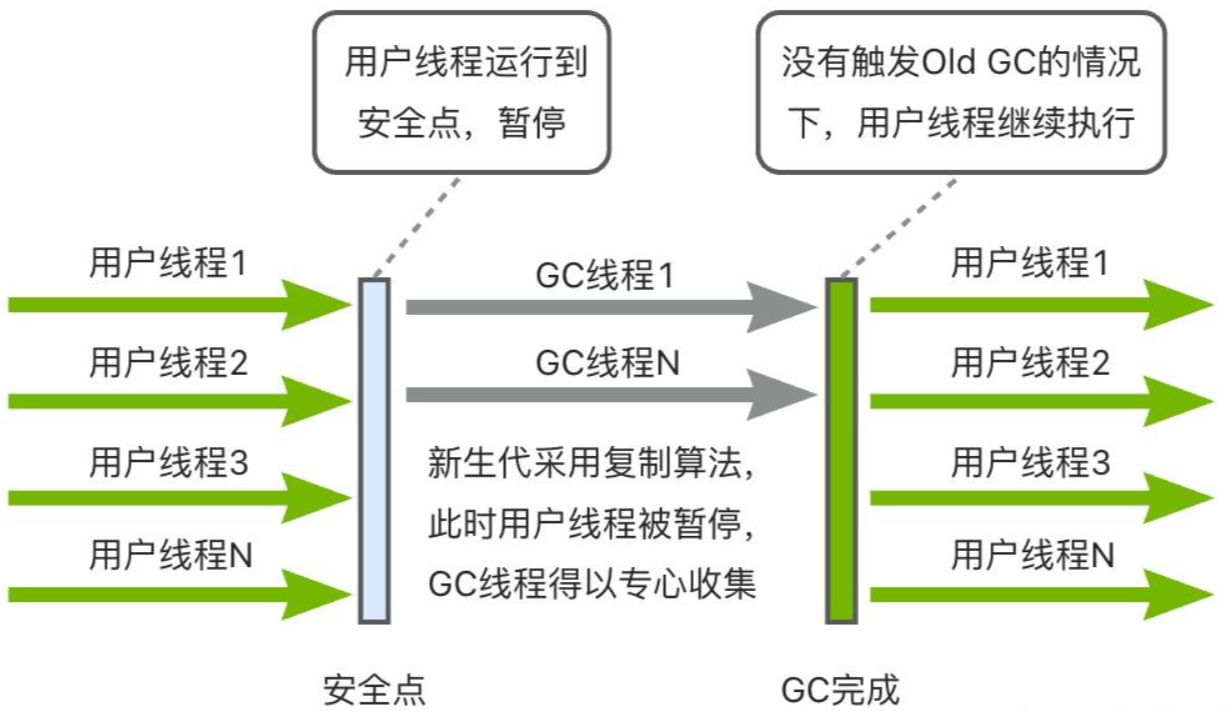 用户线程运行到
安全点，暂停
没有触发Old GC的情况
下，用户线程继续执行
用户线程1
GC线程1
用户线程1
用户线程2
GC线程N
用户线程2
用户线程3
新生代采用复制算法，
用户线程3
此时用户线程被暂停，
用户线程N
GC线程得以专心收集
用户线程N
安全点
GC完成